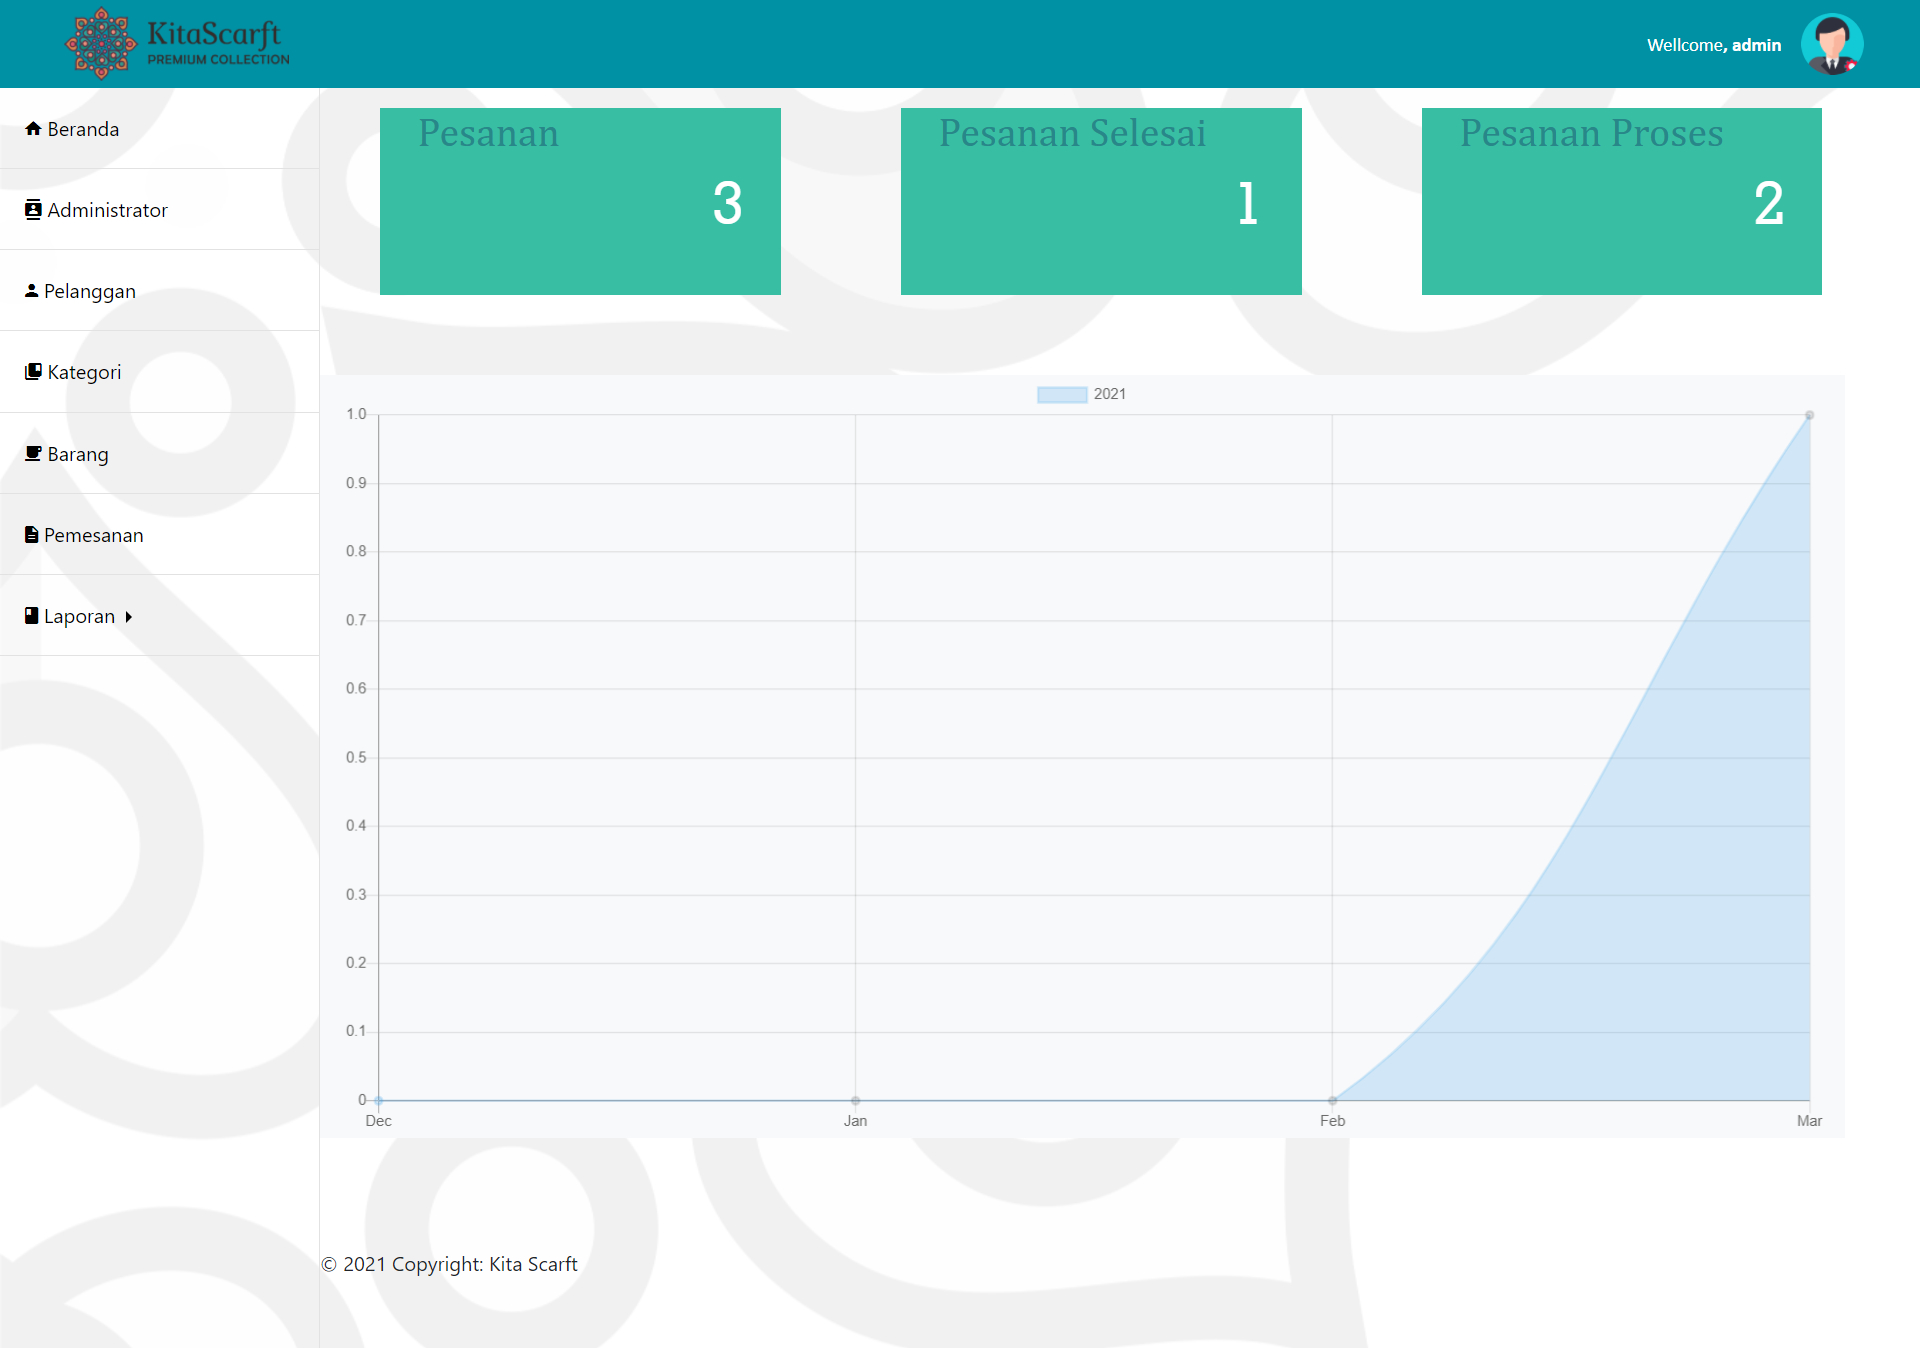 KitaScarft
PREMIUM COLLECTION
Wellcome, admin
Beranda
Administrator
Pelanggan
Kategori
Barang
Pemesanan
Laporan
Pesanan
3
Pesanan Selesai
1
Pesanan Proses
2
2021
1.0
0.9
0.8
0.7
0.6
0.5
0.4
0.3
0.2
0.1
0
Dec Jan Feb Mar
© 2021 Copyright: Kita Scarft